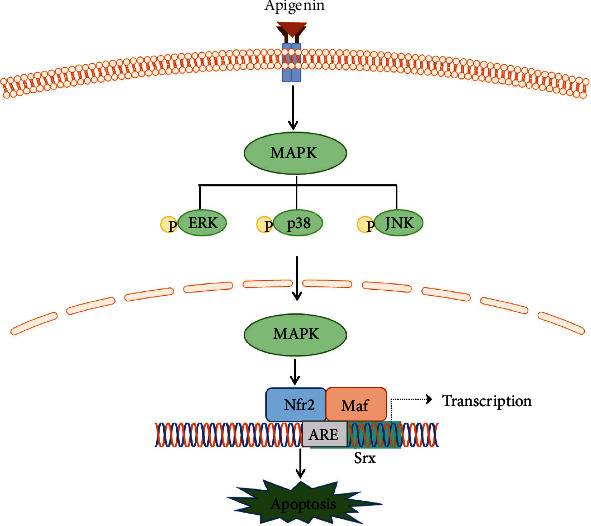 Apigenin
MAPK
P ERK
P p38
P JNK
MAPK
Nfr2 Maf
Transcription
ARE
Srx
Apoptosis